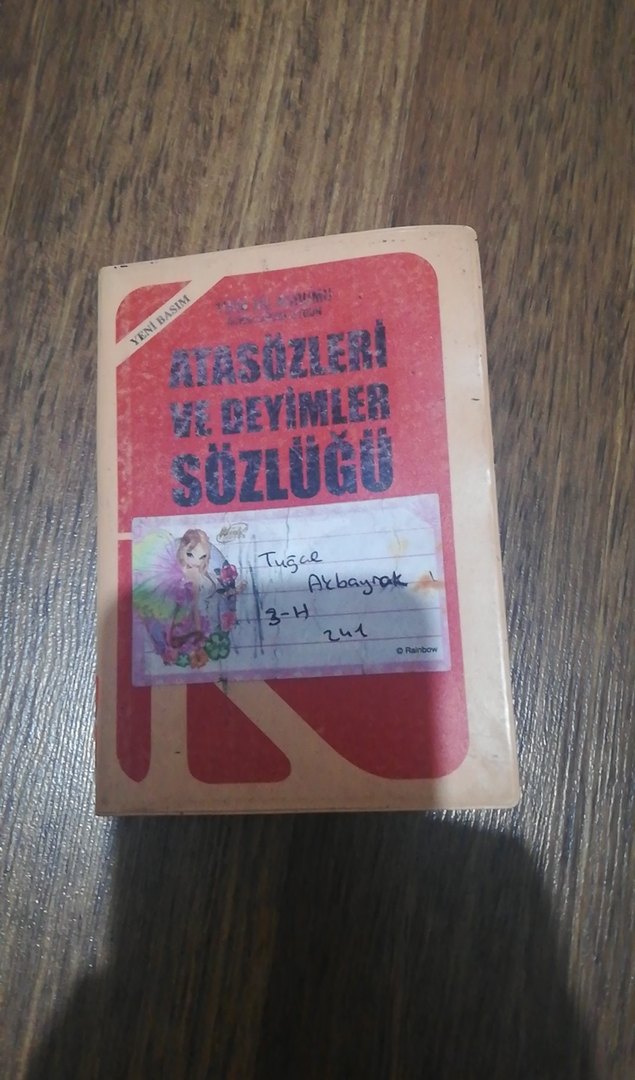 YENİ BASIM
ATASÖZLERİ
VE DEYİMLER
SÖZLÜĞÜ
Tuğçe
Akbayrak
3-H
241
© Rainbow